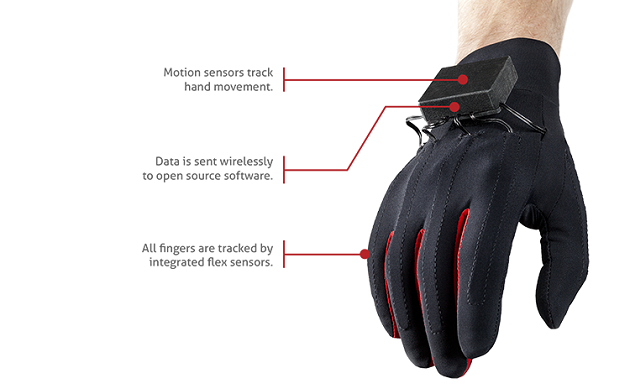 Motion sensors track
hand movement.
Data is sent wirelessly
to open source software.
All fingers are tracked by
integrated flex sensors.